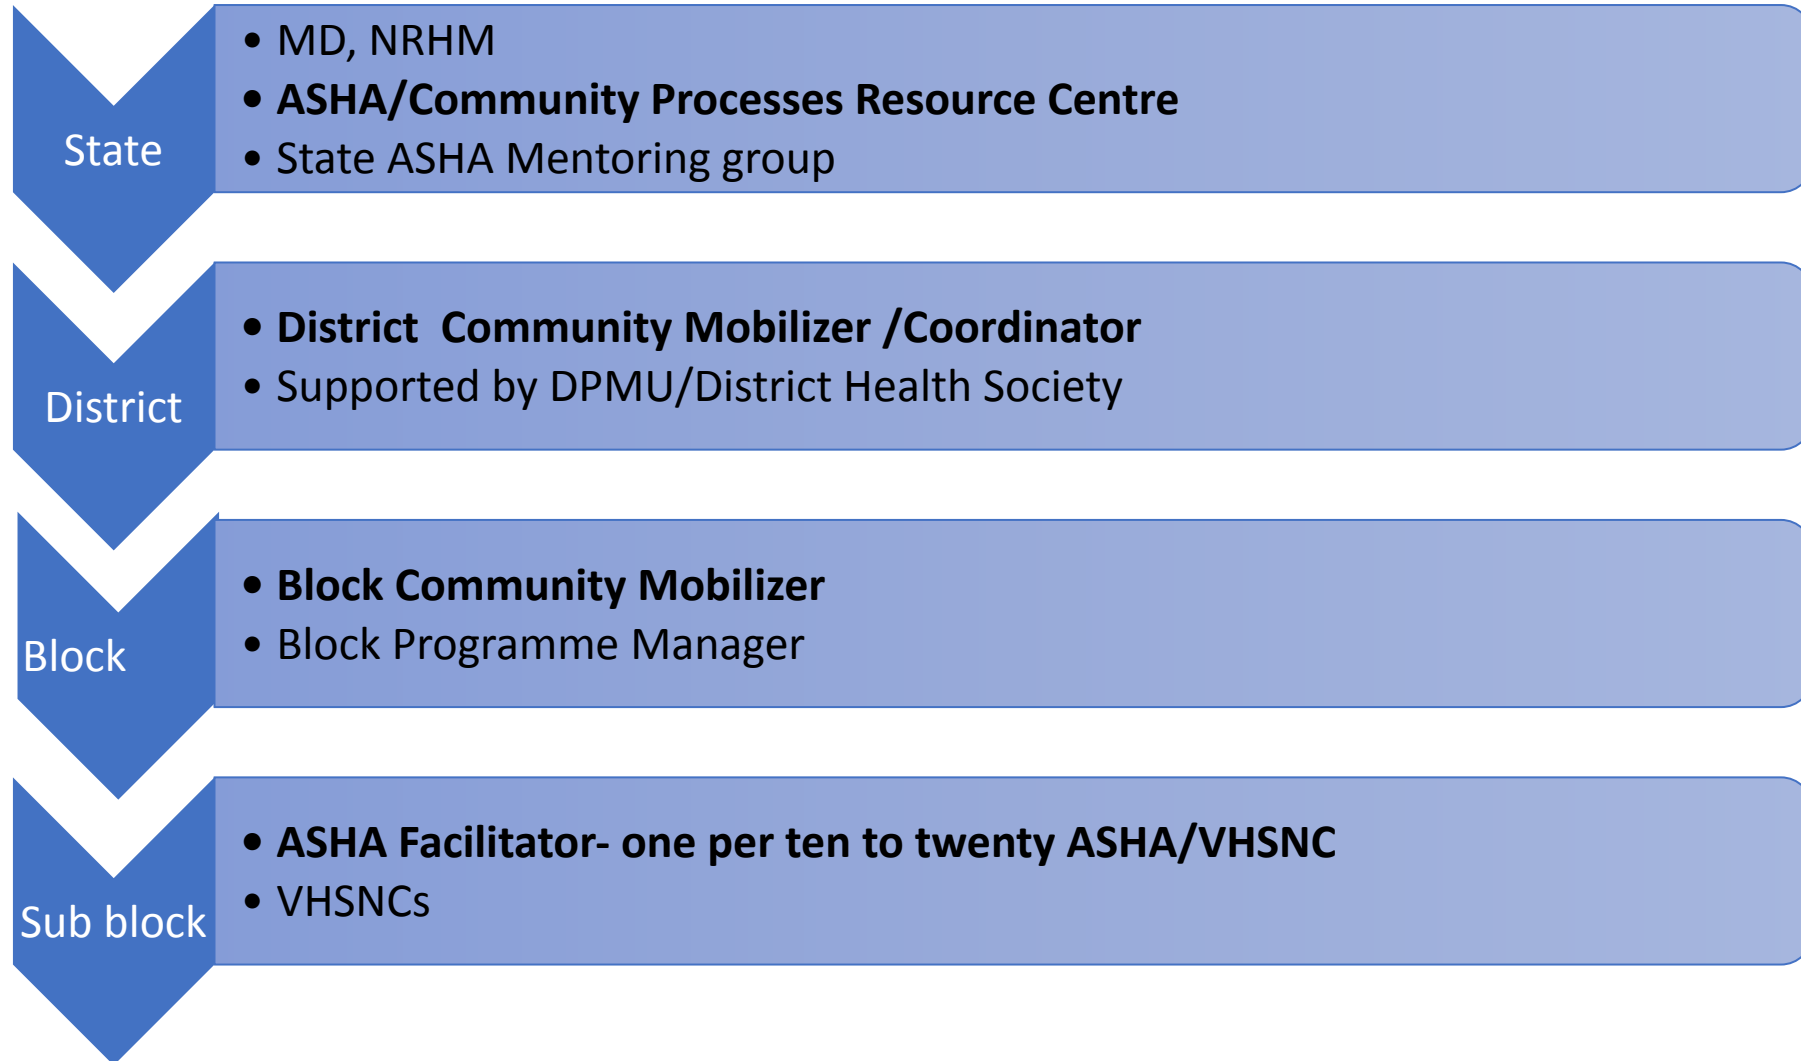 State
• MD, NRHM
• ASHA/Community Processes Resource Centre
• State ASHA Mentoring group
District
• District  Community Mobilizer /Coordinator
• Supported by DPMU/District Health Society
Block
• Block Community Mobilizer
• Block Programme Manager
Sub block
• ASHA Facilitator- one per ten to twenty ASHA/VHSNC
• VHSNCs